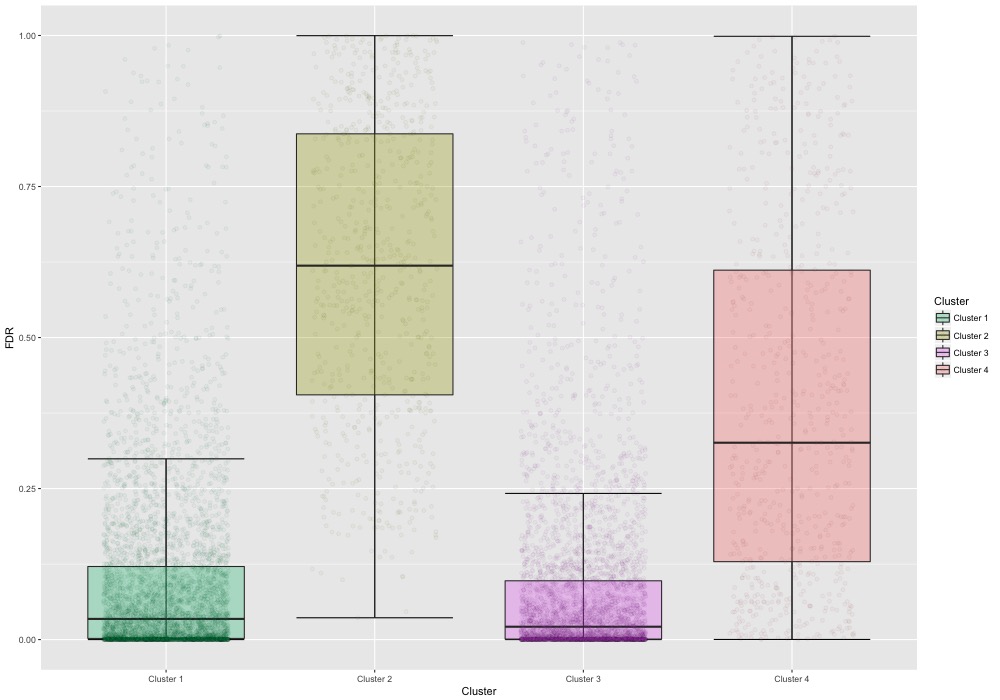 1.00
0.75
0.50
0.25
0.00
FDR
Cluster 1
Cluster 2
Cluster 3
Cluster 4
Cluster
Cluster
Cluster 1
Cluster 2
Cluster 3
Cluster 4